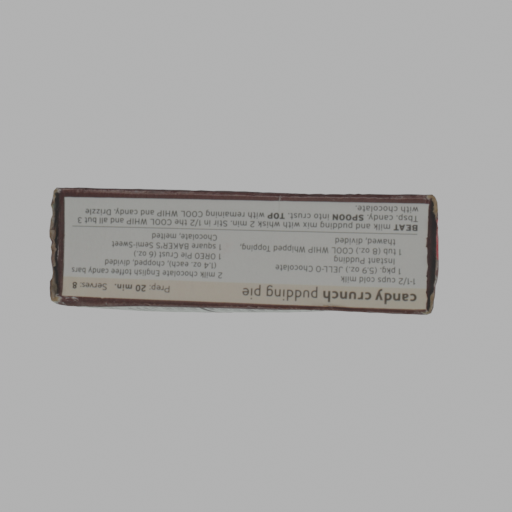 candy crunch pudding pie
Prep: 20 min. Serves: 8
1-1/2 cups cold milk
1 pkg. (5.9 oz.) JELL-O Chocolate
Instant Pudding
1 tub (8 oz.) COOL WHIP Whipped Topping,
thawed, divided
2 milk chocolate English toffee candy bars
(1.4 oz. each), chopped, divided
1 OREO Pie Crust (6 oz.)
1 square BAKER'S Semi-Sweet
Chocolate, melted
BEAT milk and pudding mix with whisk 2 min. Stir in 1/2 the COOL WHIP and all but 3
Tbsp. candy. SPOON into crust. TOP with remaining COOL WHIP and candy. Drizzle
with chocolate.